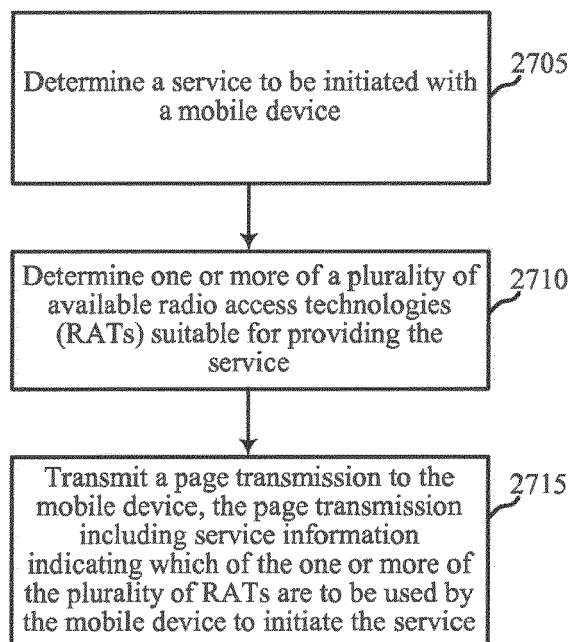 Determine a service to be initiated with
a mobile device
2705
Determine one or more of a plurality of
available radio access technologies
(RATs) suitable for providing the
service
2710
Transmit a page transmission to the
mobile device, the page transmission
including service information
indicating which of the one or more of
the plurality of RATs are to be used by
the mobile device to initiate the service
2715